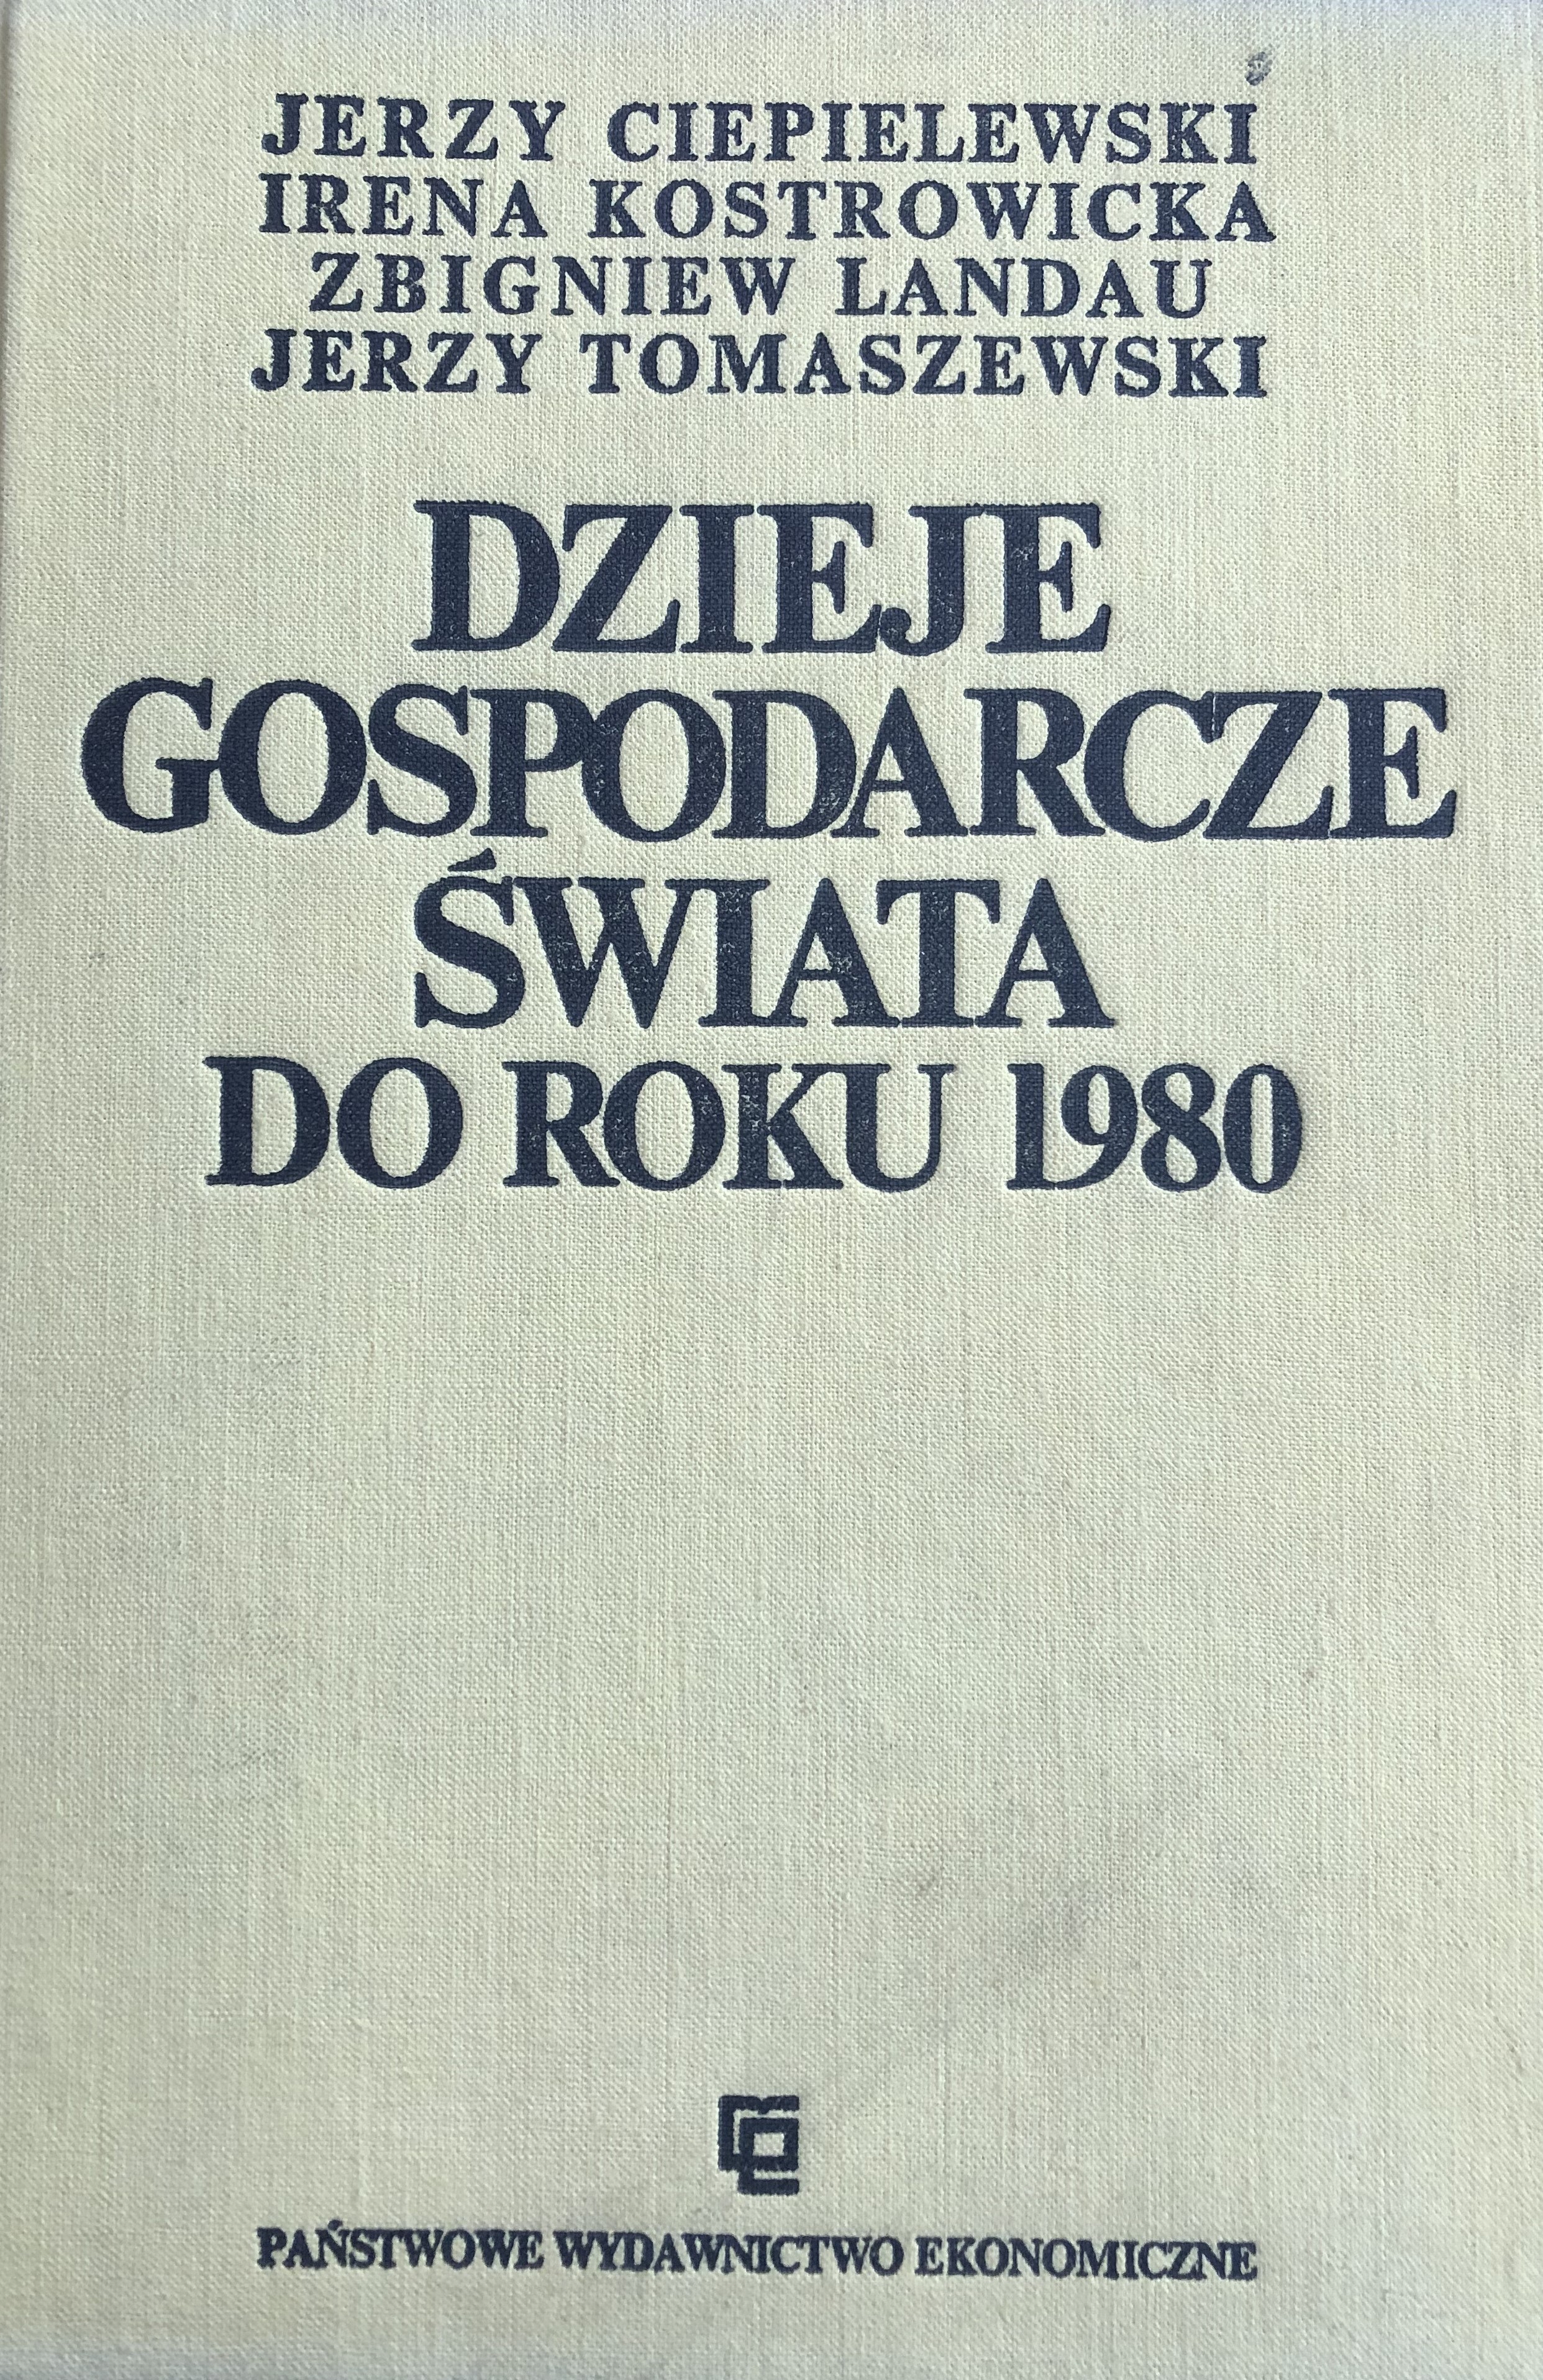 JERZY CIEPIELEWSKI
IRENA KOSTROWICKA
ZBIGNIEW LANDAU
JERZY TOMASZEWSKI
DZIEJE
GOSPODARCZE
ŚWIATA
DO ROKU 1980
PAŃSTWOWE WYDAWNICTWO EKONOMICZNE